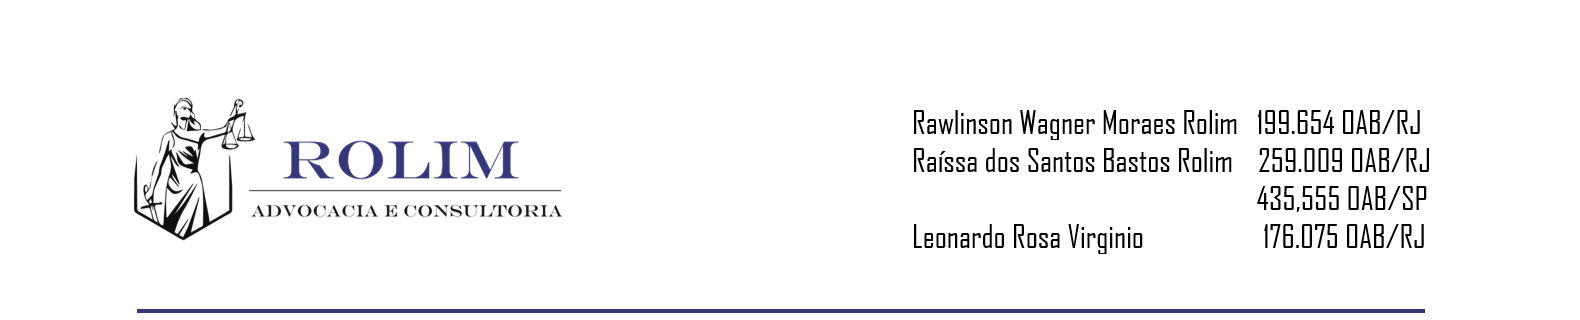 ROLIM
ADVOCACIA E CONSULTORIA
Rawlinson Wagner Moraes Rolim 199.654 OAB/RJ
Raíssa dos Santos Bastos Rolim 259.009 OAB/RJ
435,555 OAB/SP
Leonardo Rosa Virginio 176.075 OAB/RJ